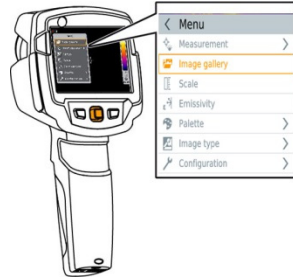 Menu
Measurement
Image gallery
Scale
Emissivity
Palette
Image type
Configuration